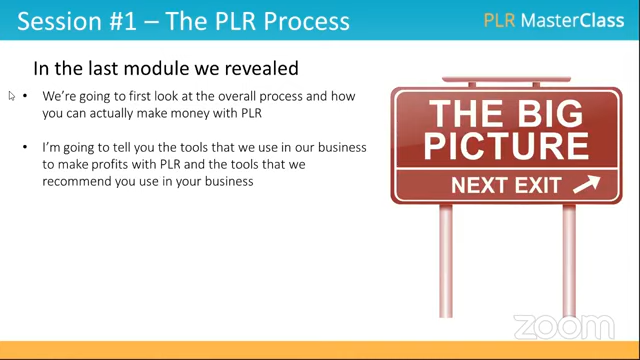 Session #1 – The PLR Process
PLR MasterClass
In the last module we revealed
• We're going to first look at the overall process and how
you can actually make money with PLR
• I'm going to tell you the tools that we use in our business
to make profits with PLR and the tools that we
recommend you use in your business
THE BIG
PICTURE
NEXT EXIT
zoom